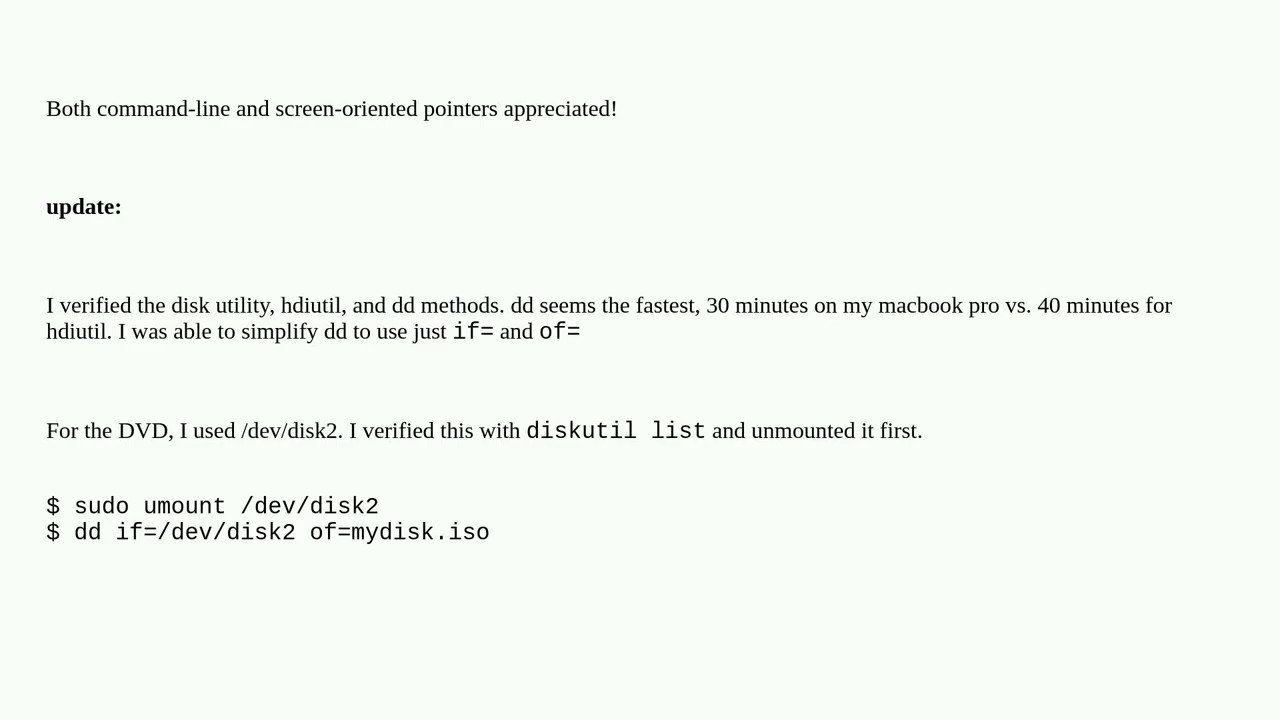 Both command-line and screen-oriented pointers appreciated!
update:
I verified the disk utility, hdiutil, and dd methods. dd seems the fastest, 30 minutes on my macbook pro vs. 40 minutes for
hdiutil. I was able to simplify dd to use just if= and of=
For the DVD, I used /dev/disk2. I verified this with diskutil list and unmounted it first.
$ sudo umount /dev/disk2
$ dd if=/dev/disk2 of=mydisk.iso